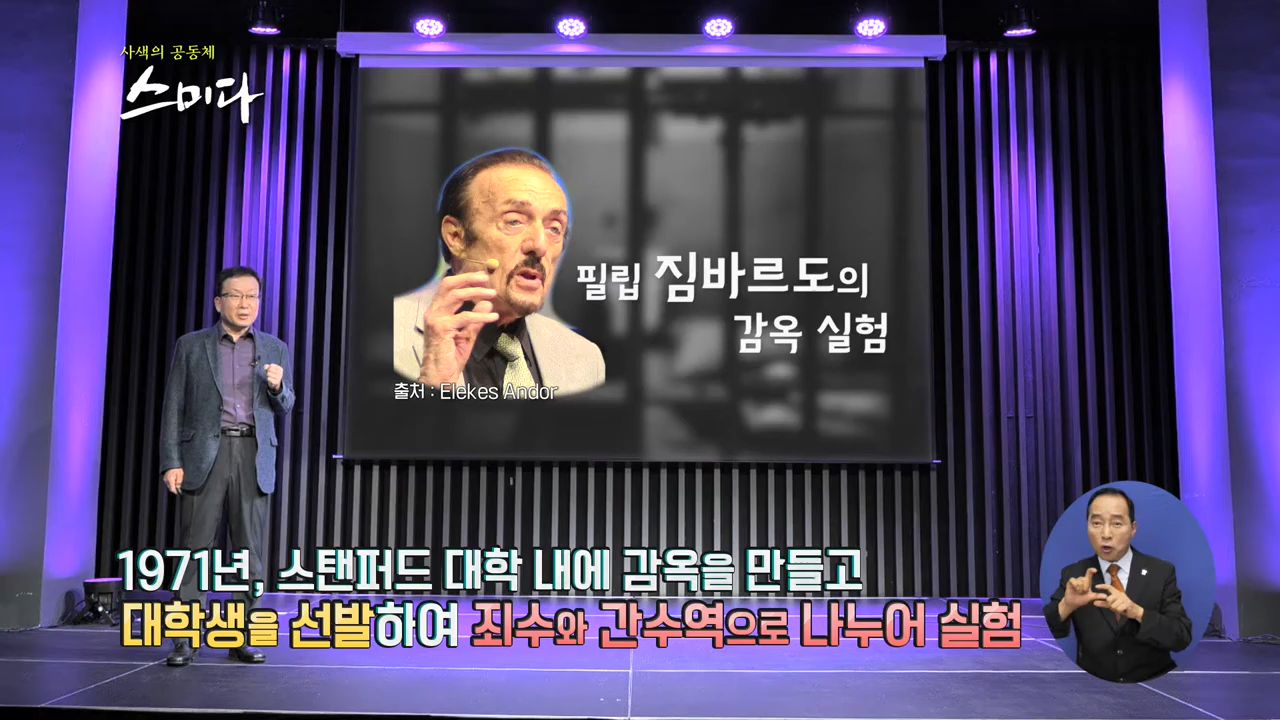 사색의 공동체
스미다
필립 짐바르도의
감옥 실험
출처 : Elekes Andor
1971년, 스탠퍼드 대학 내에 감옥을 만들고
대학생을 선발하여 죄수와 간수역으로 나누어 실험